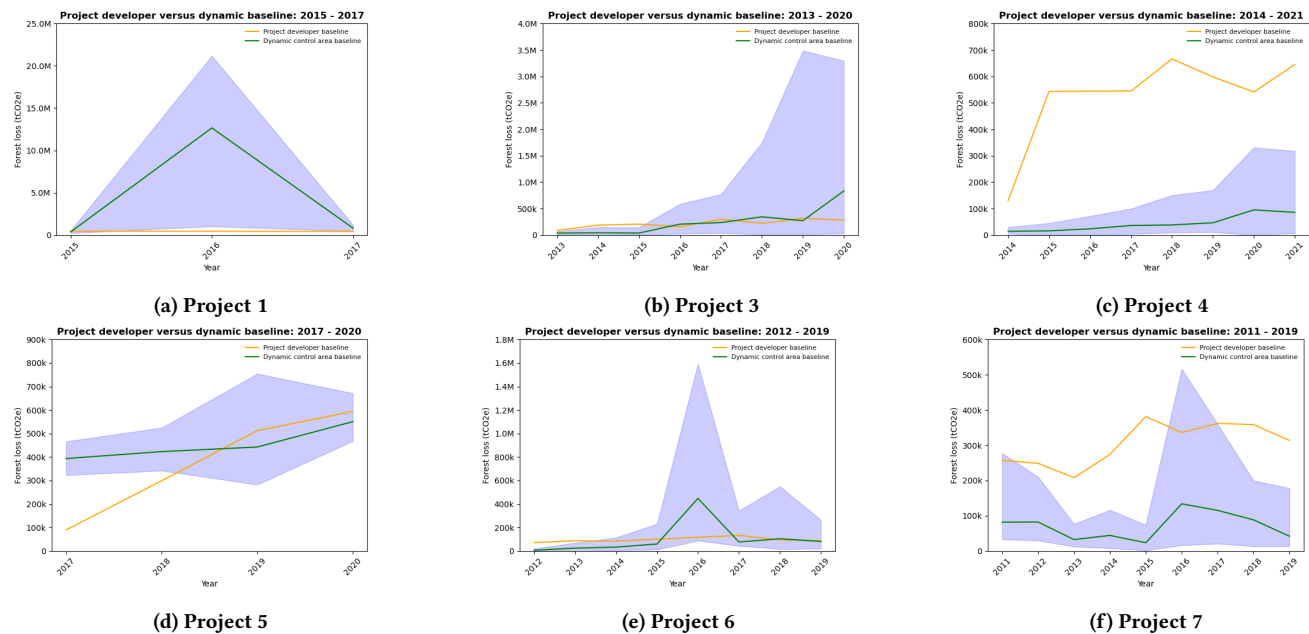 Project developer versus dynamic baseline: 2015 - 2017
25.0M
20.0M
15.0M
10.0M
5.0M
0
Forest loss (tCO2e)
Project developer baseline
Dynamic control area baseline
2015
2016
2017
Year
(a) Project 1
Project developer versus dynamic baseline: 2013 - 2020
4.0M
3.5M
3.0M
2.5M
2.0M
1.5M
1.0M
500k
0
Forest loss (tCO2e)
Project developer baseline
Dynamic control area baseline
2013
2014
2015
2016
2017
2018
2019
2020
Year
(b) Project 3
Project developer versus dynamic baseline: 2014 - 2021
800k
700k
600k
500k
400k
300k
200k
100k
0
Forest loss (tCO2e)
Project developer baseline
Dynamic control area baseline
2014
2015
2016
2017
2018
2019
2020
2021
Year
(c) Project 4
Project developer versus dynamic baseline: 2017 - 2020
900k
800k
700k
600k
500k
400k
300k
200k
100k
0
Forest loss (tCO2e)
Project developer baseline
Dynamic control area baseline
2017
2018
2019
2020
Year
(d) Project 5
Project developer versus dynamic baseline: 2012 - 2019
1.8M
1.6M
1.4M
1.2M
1.0M
800k
600k
400k
200k
0
Forest loss (tCO2e)
Project developer baseline
Dynamic control area baseline
2012
2013
2014
2015
2016
2017
2018
2019
Year
(e) Project 6
Project developer versus dynamic baseline: 2011 - 2019
600k
500k
400k
300k
200k
100k
0
Forest loss (tCO2e)
Project developer baseline
Dynamic control area baseline
2011
2012
2013
2014
2015
2016
2017
2018
2019
Year
(f) Project 7